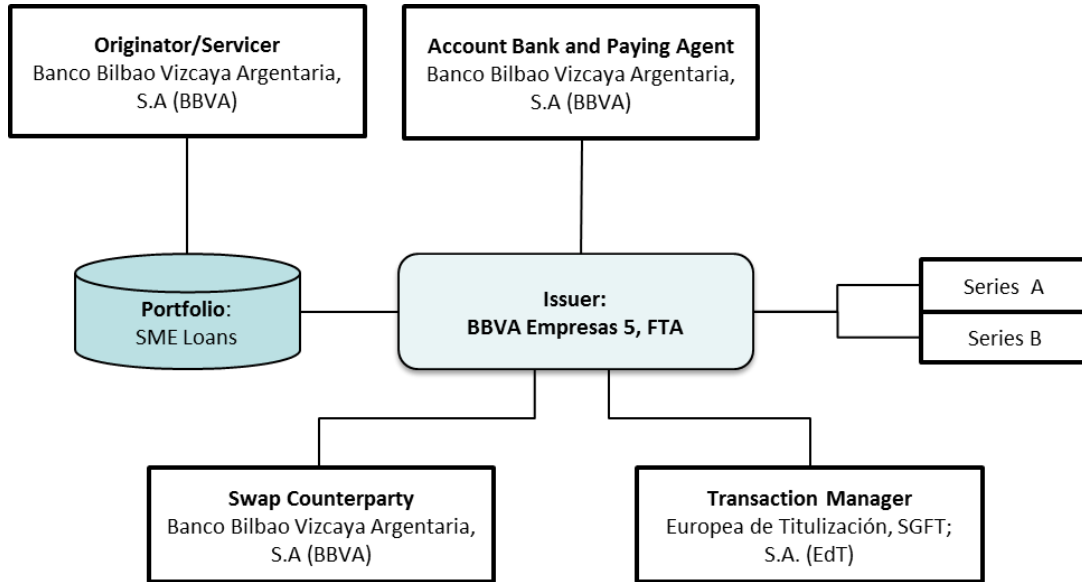 Originator/Servicer
Banco Bilbao Vizcaya Argentaria,
S.A (BBVA)
Account Bank and Paying Agent
Banco Bilbao Vizcaya Argentaria,
S.A (BBVA)
Portfolio:
SME Loans
Issuer:
BBVA Empresas 5, FTA
Series A
Series B
Swap Counterparty
Banco Bilbao Vizcaya Argentaria,
S.A (BBVA)
Transaction Manager
Europea de Titulización, SGFT;
S.A. (EdT)